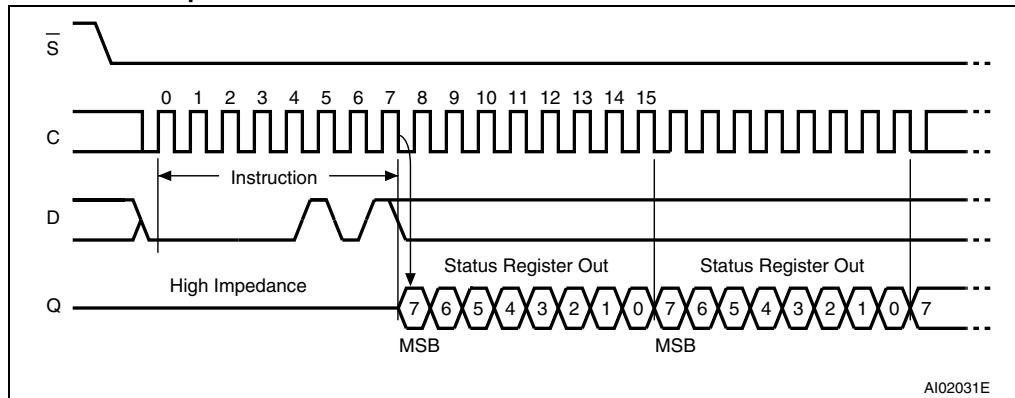 S
0 1 2 3 4 5 6 7 8 9 10 11 12 13 14 15
C
Instruction
D
Status Register Out Status Register Out
High Impedance
Q 7 6 5 4 3 2 1 0 7 6 5 4 3 2 1 0 7
MSB MSB
AI02031E